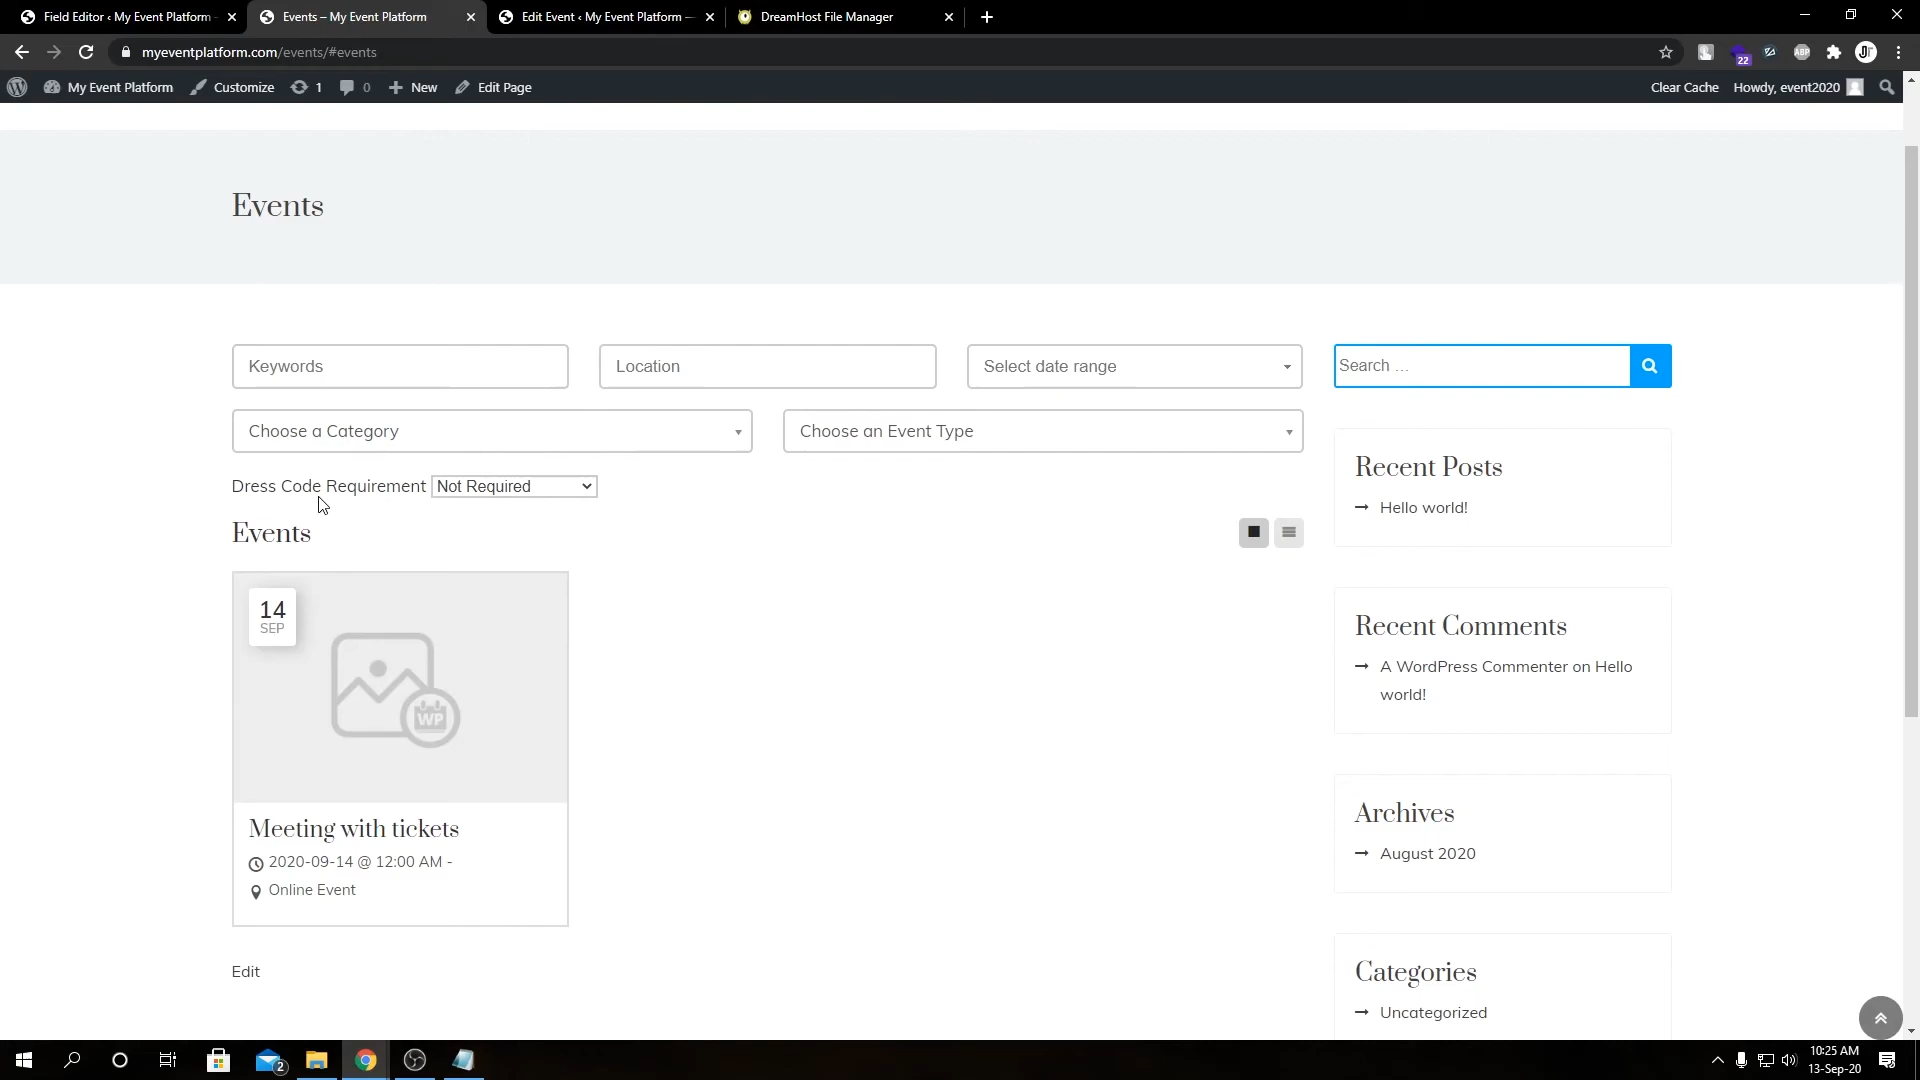 Field Editor ‹ My Event Platform
Events – My Event Platform
Edit Event ‹ My Event Platform —
DreamHost File Manager
myeventplatform.com/events/#events
22
ABP
My Event Platform
Customize
1
0
New
Edit Page
Clear Cache
Howdy, event2020
Events
Keywords
Location
Select date range
Search …
Choose a Category
Choose an Event Type
Dress Code Requirement
Not Required
Events
14
SEP
WP
Meeting with tickets
2020-09-14 @ 12:00 AM -
Online Event
Edit
Recent Posts
Hello world!
Recent Comments
A WordPress Commenter on Hello
world!
Archives
August 2020
Categories
Uncategorized
2
10:25 AM
13-Sep-20